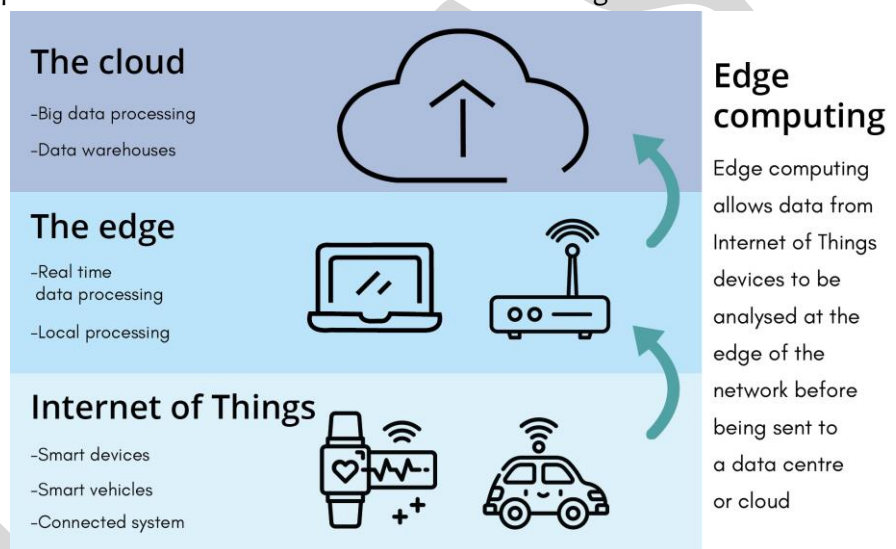 The cloud
-Big data processing
-Data warehouses
The edge
-Real time
data processing
-Local processing
Internet of Things
-Smart devices
-Smart vehicles
-Connected system
Edge
computing
Edge computing
allows data from
Internet of Things
devices to be
analysed at the
edge of the
network before
being sent to
a data centre
or cloud